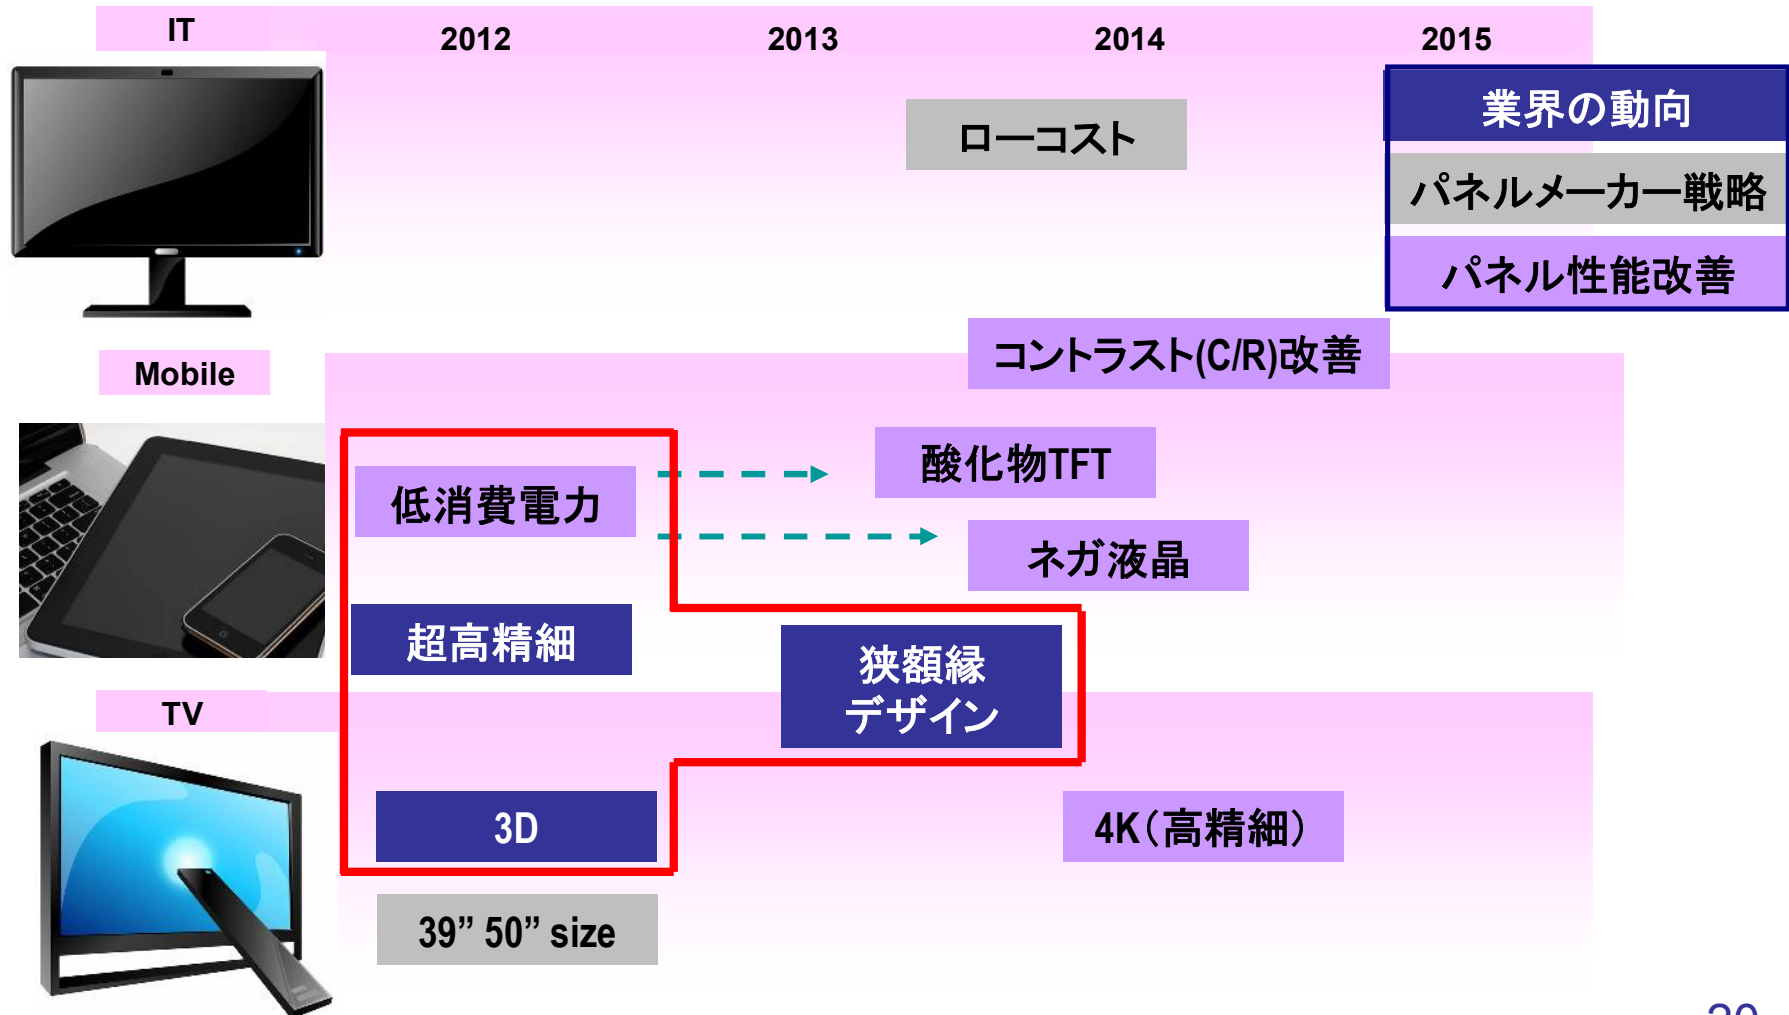 IT
2012
2013
2014
2015
業界の動向
ローコスト
パネルメーカー戦略
パネル性能改善
コントラスト(C/R)改善
Mobile
酸化物TFT
低消費電力
ネガ液晶
超高精細
狭額縁
デザイン
TV
3D
4K（高精細）
39” 50” size